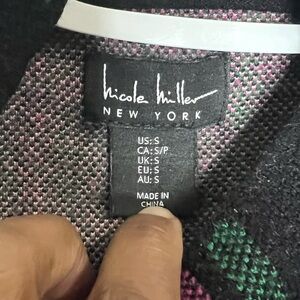 nicole miller
NEW YORK
US: S
CA: S/P
UK: S
EU: S
AU: S
MADE IN
CHINA